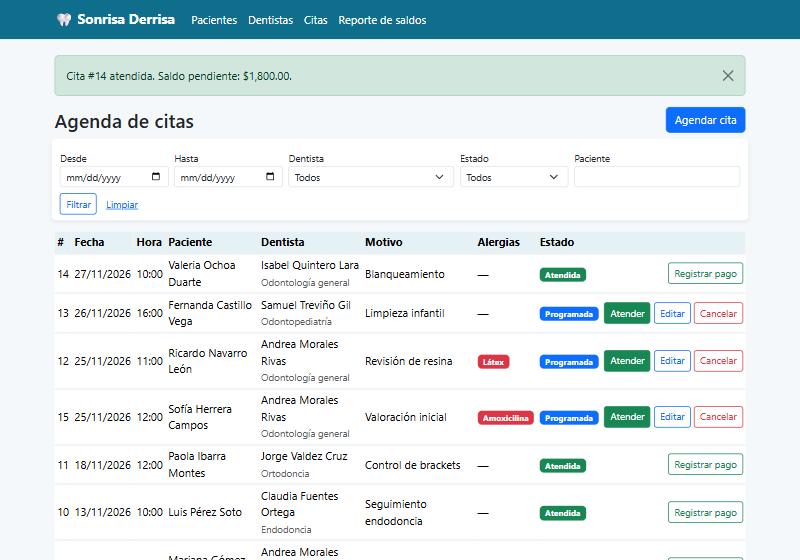 Sonrisa Derrisa Pacientes Dentistas Citas Reporte de saldos
Cita #14 atendida. Saldo pendiente: $1,800.00.
Agenda de citas
Agendar cita
Desde Hasta Dentista Estado Paciente
mm/dd/yyyy mm/dd/yyyy Todos Todos
Filtrar Limpiar
# Fecha Hora Paciente Dentista Motivo Alergias Estado
14 27/11/2026 10:00 Valeria Ochoa Duarte Isabel Quintero Lara Odontología general Blanqueamiento — Atendida Registrar pago
13 26/11/2026 16:00 Fernanda Castillo Vega Samuel Treviño Gil Odontopediatría Limpieza infantil — Programada Atender Editar Cancelar
12 25/11/2026 11:00 Ricardo Navarro León Andrea Morales Rivas Odontología general Revisión de resina Látex Programada Atender Editar Cancelar
15 25/11/2026 12:00 Sofía Herrera Campos Andrea Morales Rivas Odontología general Valoración inicial Amoxicilina Programada Atender Editar Cancelar
11 18/11/2026 12:00 Paola Ibarra Montes Jorge Valdez Cruz Ortodoncia Control de brackets — Atendida Registrar pago
10 13/11/2026 10:00 Luis Pérez Soto Claudia Fuentes Ortega Endodoncia Seguimiento endodoncia — Atendida Registrar pago
Mariana Gómez Andrea Morales